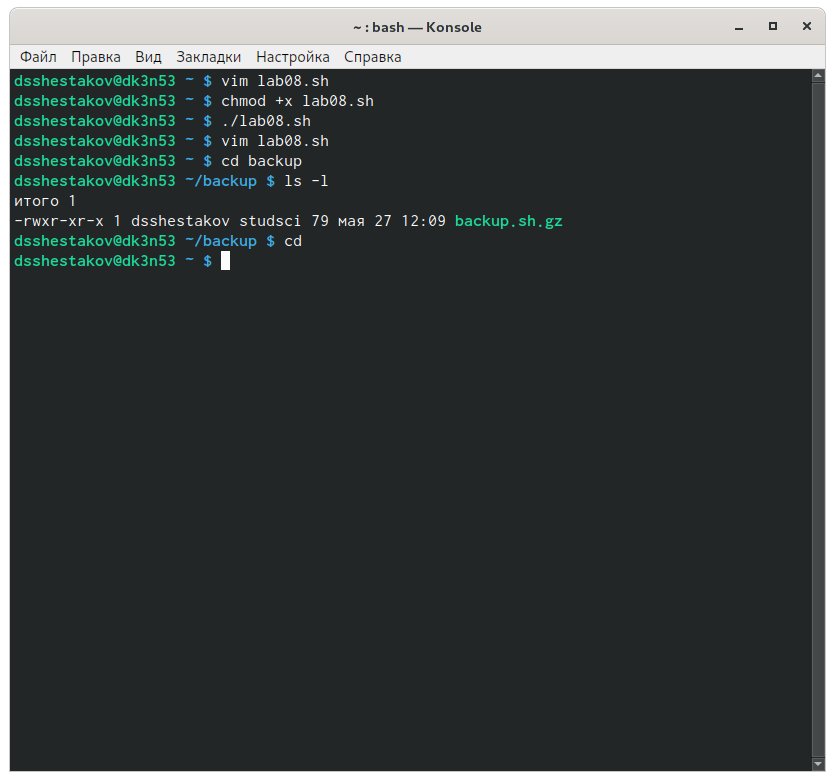 ~ : bash — Konsole
Файл Правка Вид Закладки Настройка Справка
dsshestakov@dk3n53 ~ $ vim lab08.sh
dsshestakov@dk3n53 ~ $ chmod +x lab08.sh
dsshestakov@dk3n53 ~ $ ./lab08.sh
dsshestakov@dk3n53 ~ $ vim lab08.sh
dsshestakov@dk3n53 ~ $ cd backup
dsshestakov@dk3n53 ~/backup $ ls -l
итого 1
-rwxr-xr-x 1 dsshestakov studsci 79 мая 27 12:09 backup.sh.gz
dsshestakov@dk3n53 ~/backup $ cd
dsshestakov@dk3n53 ~ $